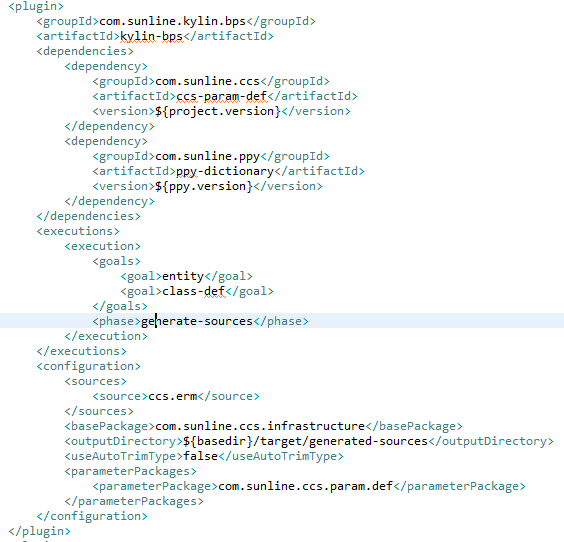 <plugin>
<groupId>com.sunline.kylin.bps</groupId>
<artifactId>kylin-bps</artifactId>
<dependencies>
<dependency>
<groupId>com.sunline.ccs</groupId>
<artifactId>ccs-param-def</artifactId>
<version>${project.version}</version>
</dependency>
<dependency>
<groupId>com.sunline.ppy</groupId>
<artifactId>ppy-dictionary</artifactId>
<version>${ppy.version}</version>
</dependency>
</dependencies>
<executions>
<execution>
<goals>
<goal>entity</goal>
<goal>class-def</goal>
</goals>
<phase>generate-sources</phase>
</execution>
</executions>
<configuration>
<sources>
<source>ccs.erm</source>
</sources>
<basePackage>com.sunline.ccs.infrastructure</basePackage>
<outputDirectory>${basedir}/target/generated-sources</outputDirectory>
<useAutoTrimType>false</useAutoTrimType>
<parameterPackages>
<parameterPackage>com.sunline.ccs.param.def</parameterPackage>
</parameterPackages>
</configuration>
</plugin>